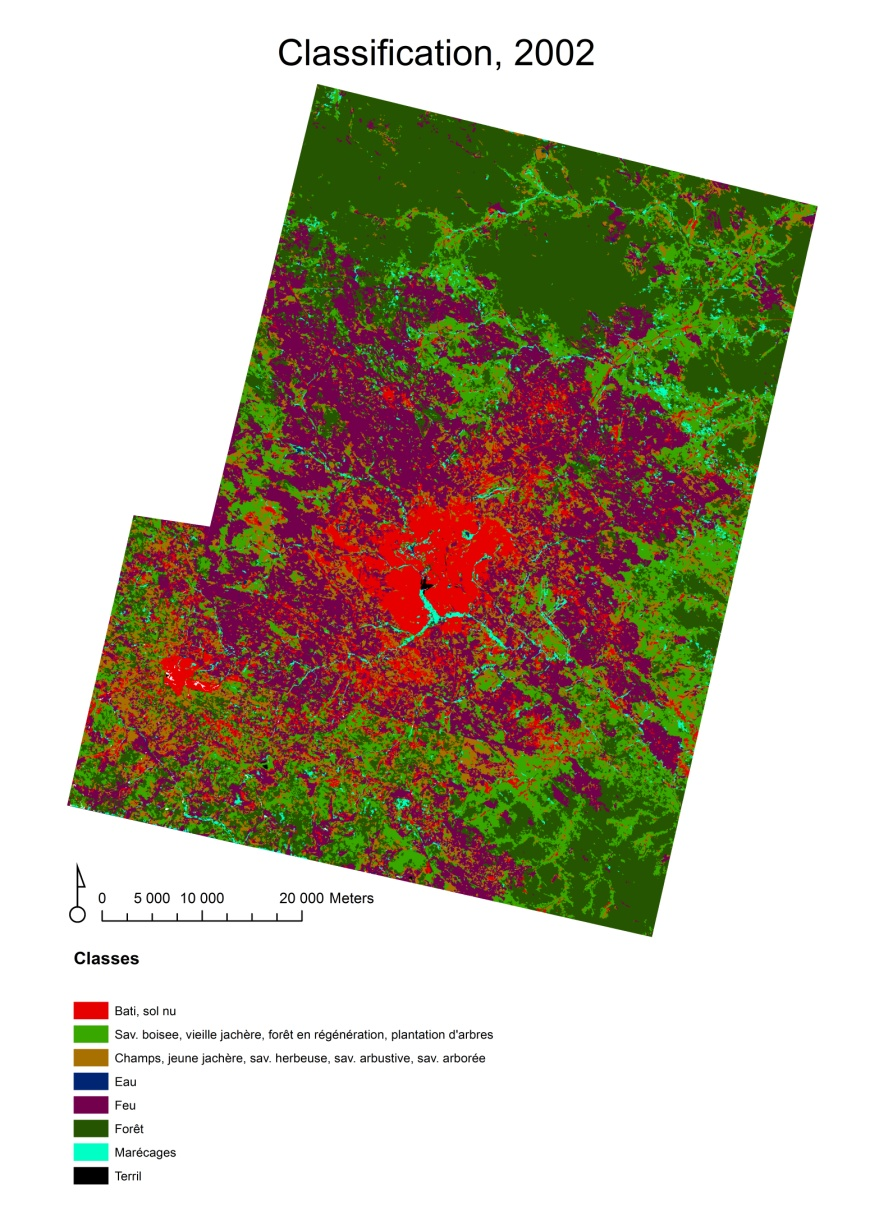 Classification, 2002
0 5 000 10 000 20 000 Meters
Classes
Bati, sol nu
Sav. boisee, vieille jachère, forêt en régénération, plantation d'arbres
Champs, jeune jachère, sav. herbeuse, sav. arbustive, sav. arborée
Eau
Feu
Forêt
Marécages
Terril